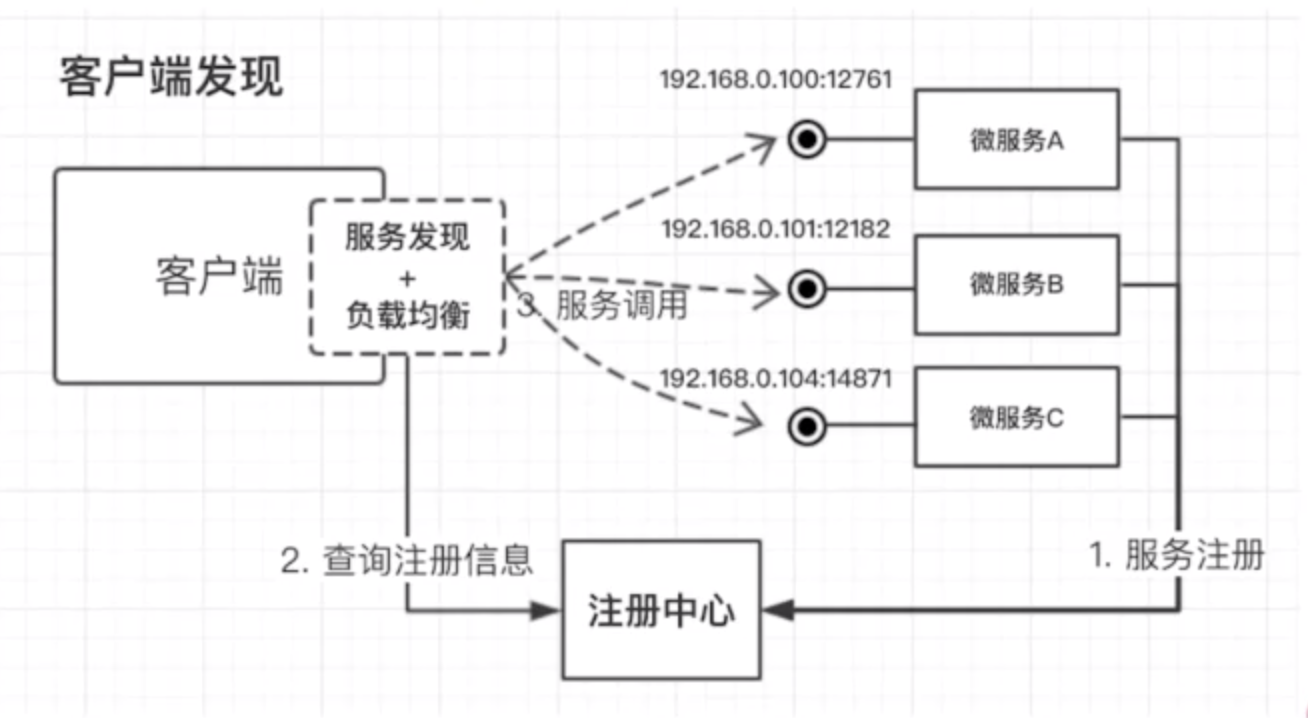 客户端发现
192.168.0.100:12761
微服务A
客户端
服务发现
+
负载均衡
192.168.0.101:12182
微服务B
3. 服务调用
192.168.0.104:14871
微服务C
2. 查询注册信息
注册中心
1. 服务注册